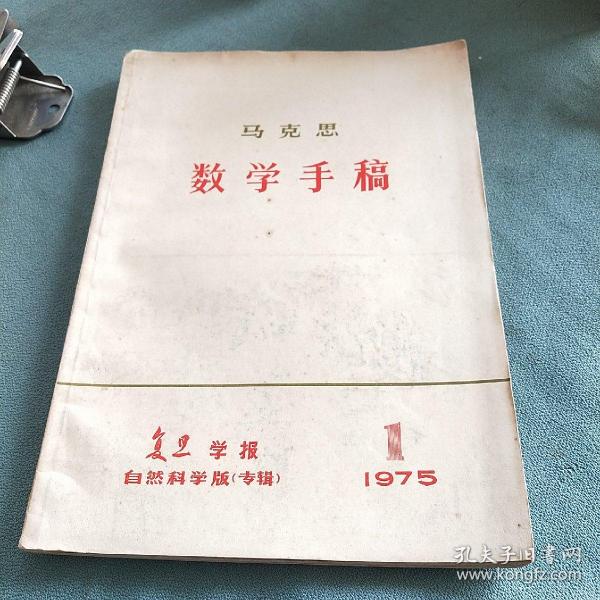 马克思
数学手稿
复旦学报
自然科学版(专辑)
1
1975
孔夫子旧书网
www.kongfz.com